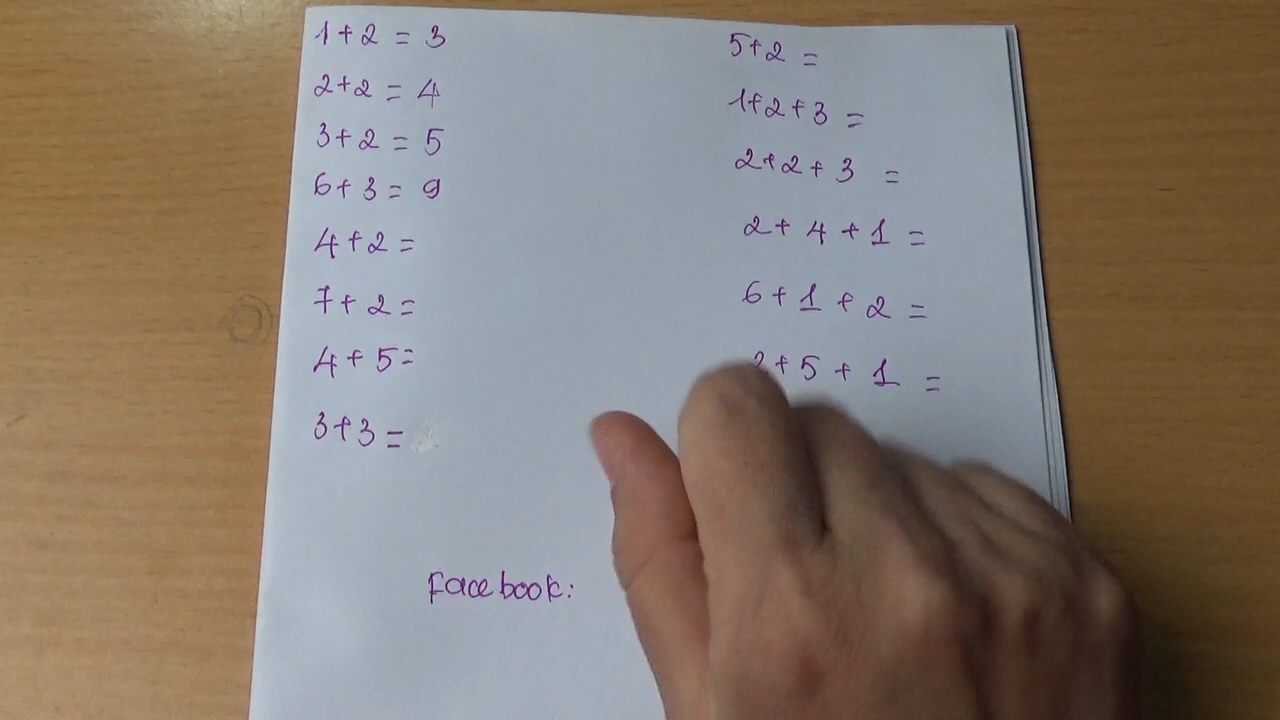 1+2 = 3
2+2 = 4
3+2 = 5
6+3 = 9
4+2 =
7+2 =
4+5=
3+3 =
5+2 =
1+2+3 =
2+2+3 =
2+4+1 =
6+1+2 =
+5+1 =
Facebook: